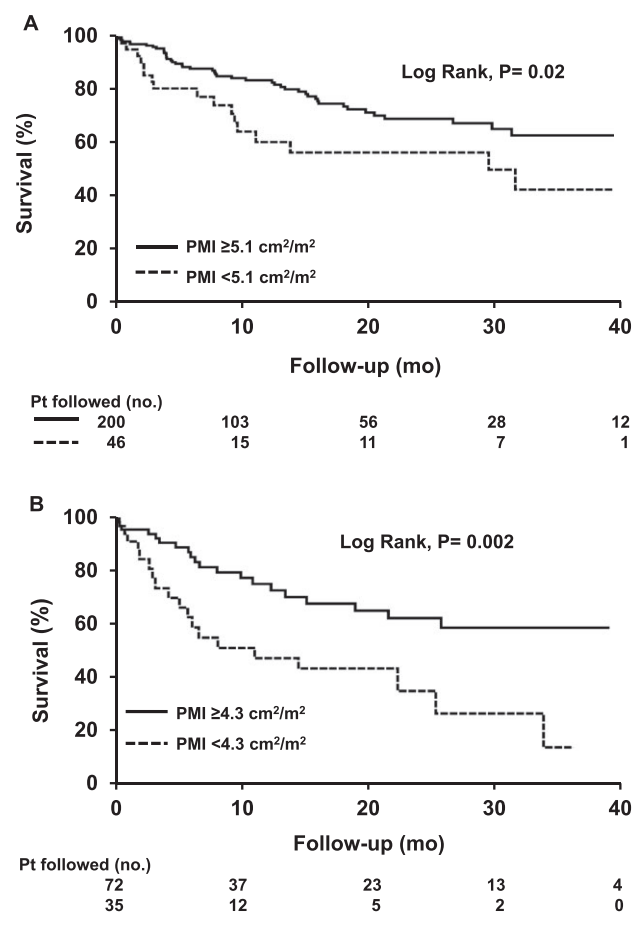 A
100
80
60
40
20
0
Survival (%)
Log Rank, P= 0.02
PMI ≥5.1 cm²/m²
PMI <5.1 cm²/m²
0 10 20 30 40
Follow-up (mo)
Pt followed (no.)
200 103 56 28 12
46 15 11 7 1
B
100
80
60
40
20
0
Survival (%)
Log Rank, P= 0.002
PMI ≥4.3 cm²/m²
PMI <4.3 cm²/m²
0 10 20 30 40
Follow-up (mo)
Pt followed (no.)
72 37 23 13 4
35 12 5 2 0